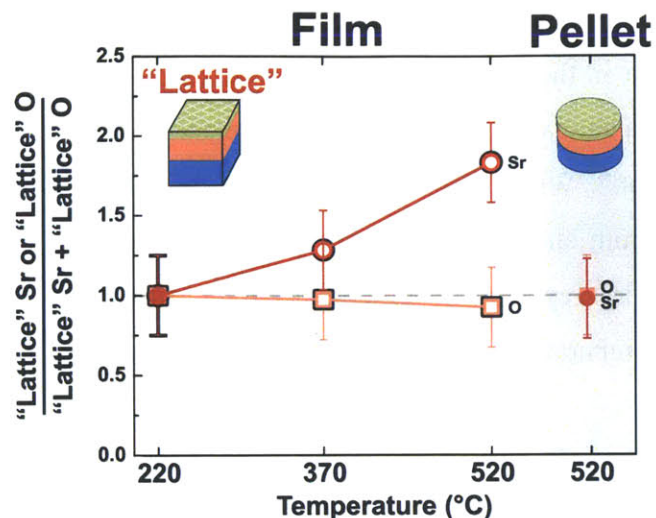 Film
Pellet
"Lattice"
"Lattice" Sr or "Lattice" O
"Lattice" Sr + "Lattice" O
2.5
2.0
1.5
1.0
0.5
0.0
Sr
O
O
Sr
220
370
520
520
Temperature (°C)